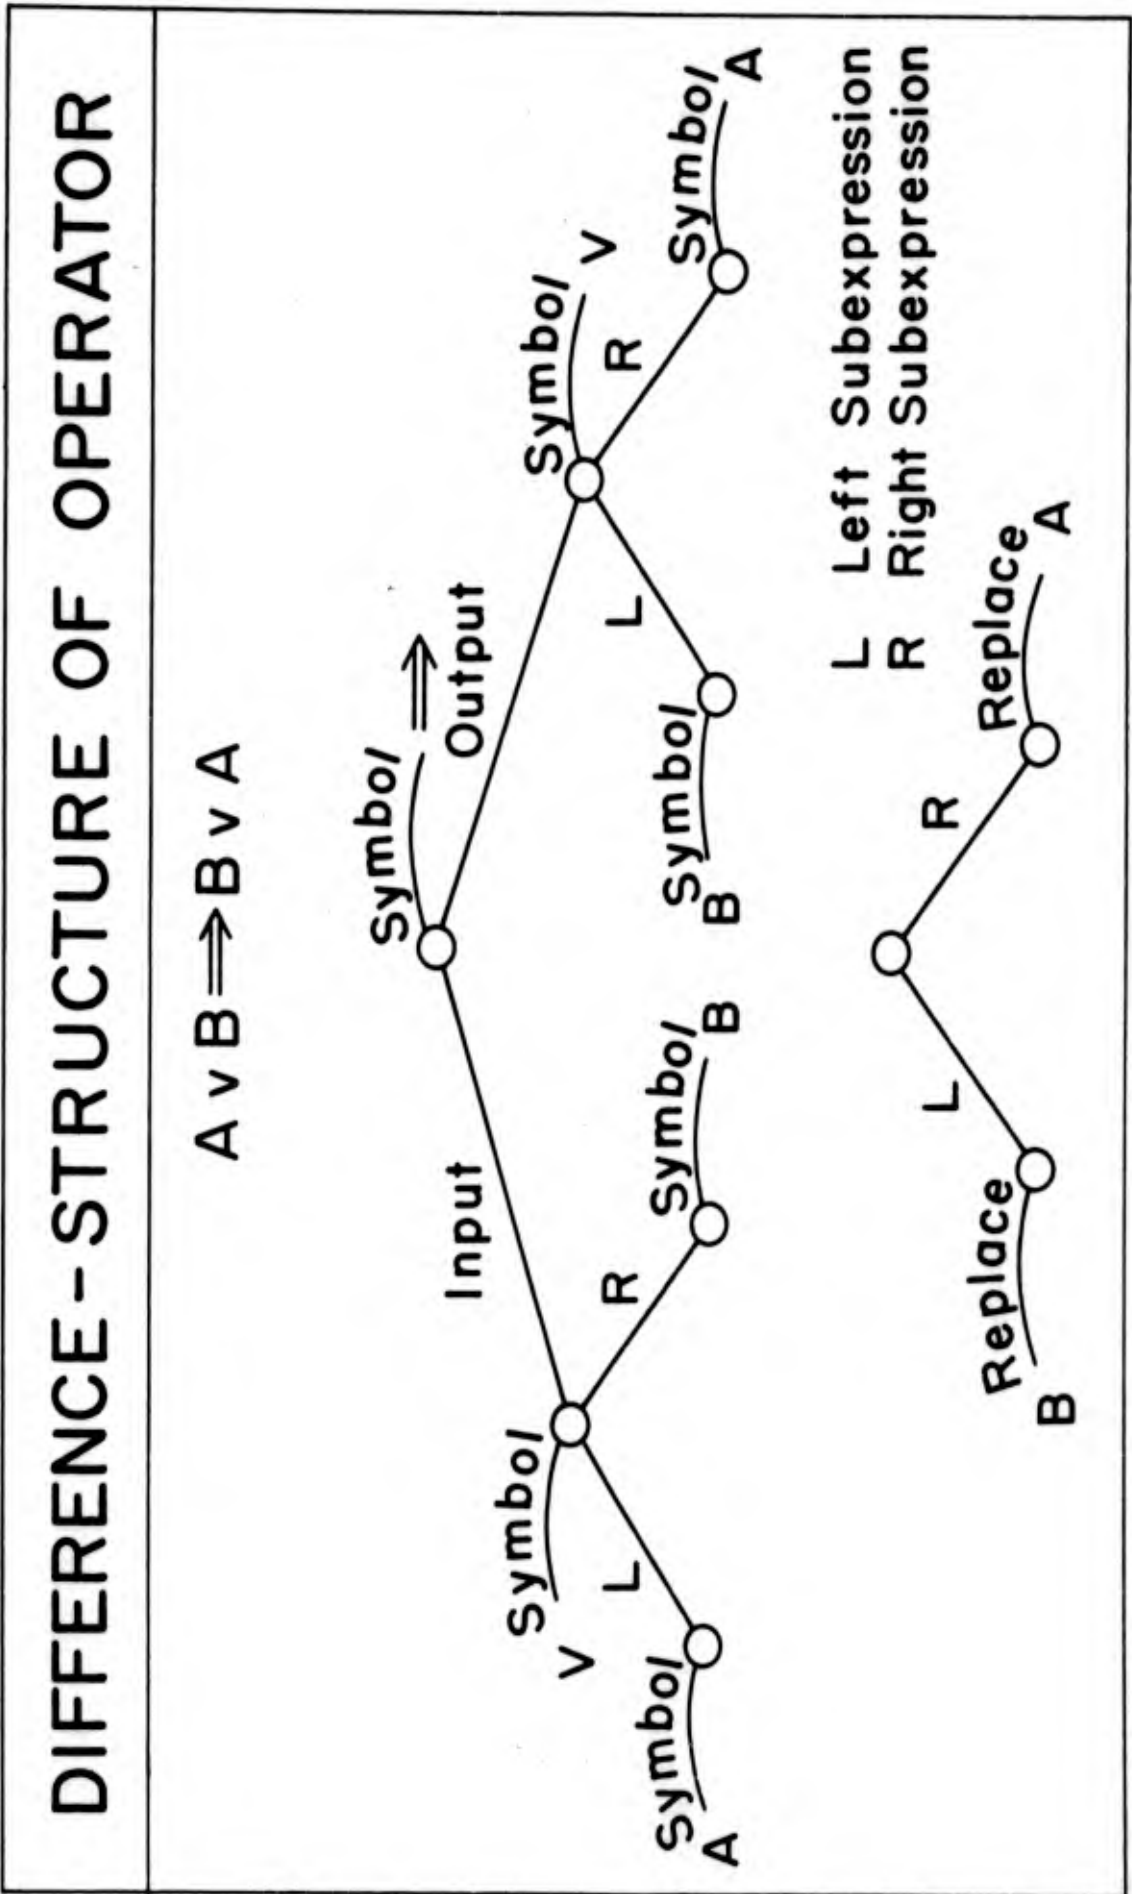 DIFFERENCE-STRUCTURE OF OPERATOR
A v B ⟹ B v A
Symbol ⟹
Input
Output
Symbol
V
Symbol V
L
R
L
R
Symbol
A
Symbol
B
Symbol
B
Symbol
A
L Left Subexpression
R Right Subexpression
L
R
Replace
B
Replace
A